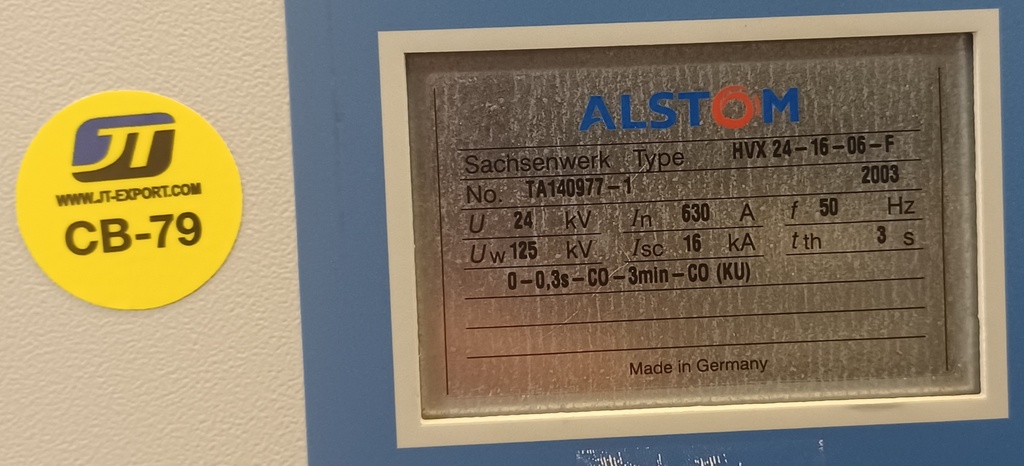 JT
WWW.JT-EXPORT.COM
CB-79
ALSTOM
Sachsenwerk Type HVX 24-16-06-F
No. TA140977-1 2003
U 24 kV In 630 A f 50 Hz
Uw 125 kV Isc 16 kA tth 3 s
0-0,3s-CO-3min-CO (KU)
Made in Germany